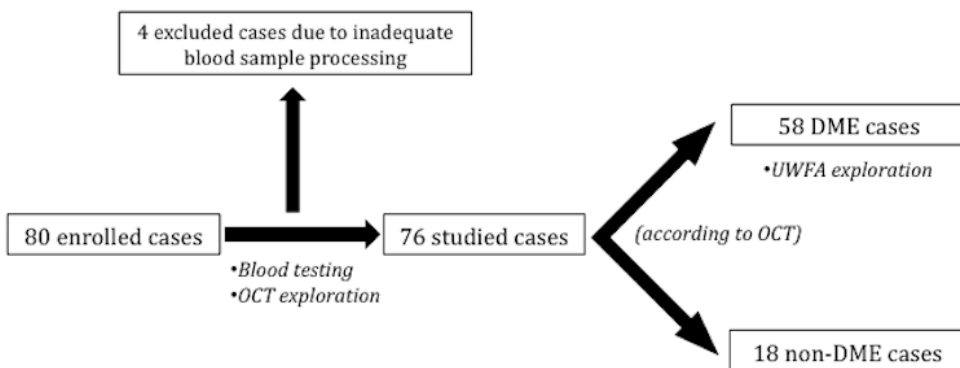 4 excluded cases due to inadequate
blood sample processing
80 enrolled cases
•Blood testing
•OCT exploration
76 studied cases
(according to OCT)
58 DME cases
•UWFA exploration
18 non-DME cases